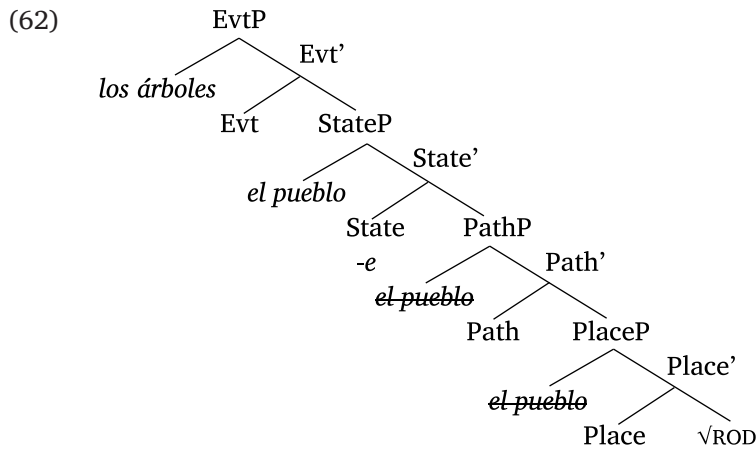 (62)
EvtP
los árboles
Evt’
Evt
StateP
el pueblo
State’
State
-e
PathP
el pueblo
Path’
Path
PlaceP
el pueblo
Place’
Place
√ROD